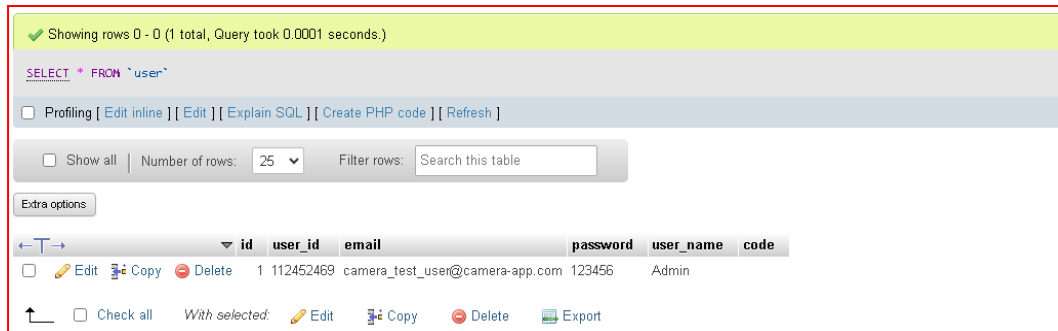 Showing rows 0 - 0 (1 total, Query took 0.0001 seconds.)
SELECT * FROM `user`
Profiling [ Edit inline ] [ Edit ] [ Explain SQL ] [ Create PHP code ] [ Refresh ]
Show all | Number of rows: 25 Filter rows: Search this table
Extra options
←T→ id user_id email password user_name code
Edit Copy Delete 1 112452469 camera_test_user@camera-app.com 123456 Admin
Check all With selected: Edit Copy Delete Export